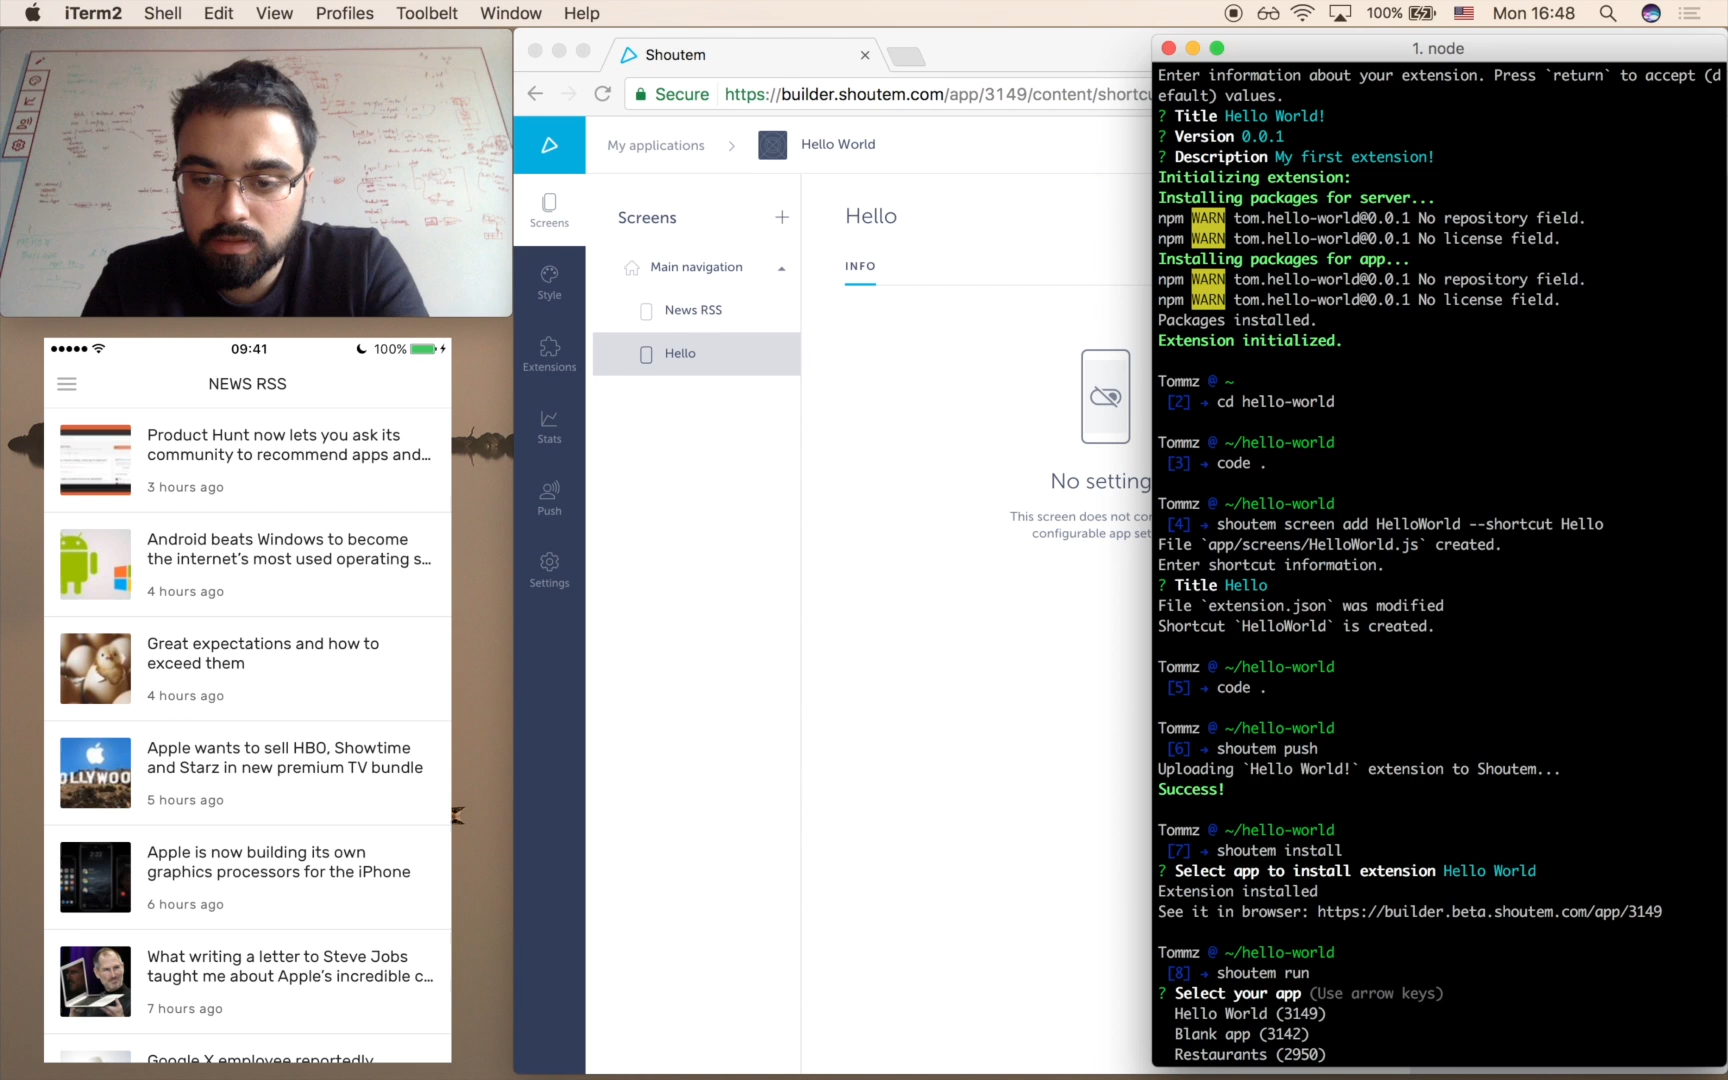 iTerm2 Shell Edit View Profiles Toolbelt Window Help
100% Mon 16:48
09:41
100%
NEWS RSS
Product Hunt now lets you ask its
community to recommend apps and...
3 hours ago
Android beats Windows to become
the internet's most used operating s...
4 hours ago
Great expectations and how to
exceed them
4 hours ago
Apple wants to sell HBO, Showtime
and Starz in new premium TV bundle
5 hours ago
Apple is now building its own
graphics processors for the iPhone
6 hours ago
What writing a letter to Steve Jobs
taught me about Apple's incredible c...
7 hours ago
Google X employee reportedly
Shoutem
Secure https://builder.shoutem.com/app/3149/content/shortcu
My applications Hello World
Screens
Style
Extensions
Stats
Push
Settings
Screens +
Main navigation
News RSS
Hello
Hello
INFO
No setting
This screen does not co
configurable app set
1. node
Enter information about your extension. Press `return` to accept (d
efault) values.
? Title Hello World!
? Version 0.0.1
? Description My first extension!
Initializing extension:
Installing packages for server...
npm WARN tom.hello-world@0.0.1 No repository field.
npm WARN tom.hello-world@0.0.1 No license field.
Installing packages for app...
npm WARN tom.hello-world@0.0.1 No repository field.
npm WARN tom.hello-world@0.0.1 No license field.
Packages installed.
Extension initialized.
Tommz @ ~
[2] → cd hello-world
Tommz @ ~/hello-world
[3] → code .
Tommz @ ~/hello-world
[4] → shoutem screen add HelloWorld --shortcut Hello
File `app/screens/HelloWorld.js` created.
Enter shortcut information.
? Title Hello
File `extension.json` was modified
Shortcut `HelloWorld` is created.
Tommz @ ~/hello-world
[5] → code .
Tommz @ ~/hello-world
[6] → shoutem push
Uploading `Hello World!` extension to Shoutem...
Success!
Tommz @ ~/hello-world
[7] → shoutem install
? Select app to install extension Hello World
Extension installed
See it in browser: https://builder.beta.shoutem.com/app/3149
Tommz @ ~/hello-world
[8] → shoutem run
? Select your app (Use arrow keys)
Hello World (3149)
Blank app (3142)
Restaurants (2950)